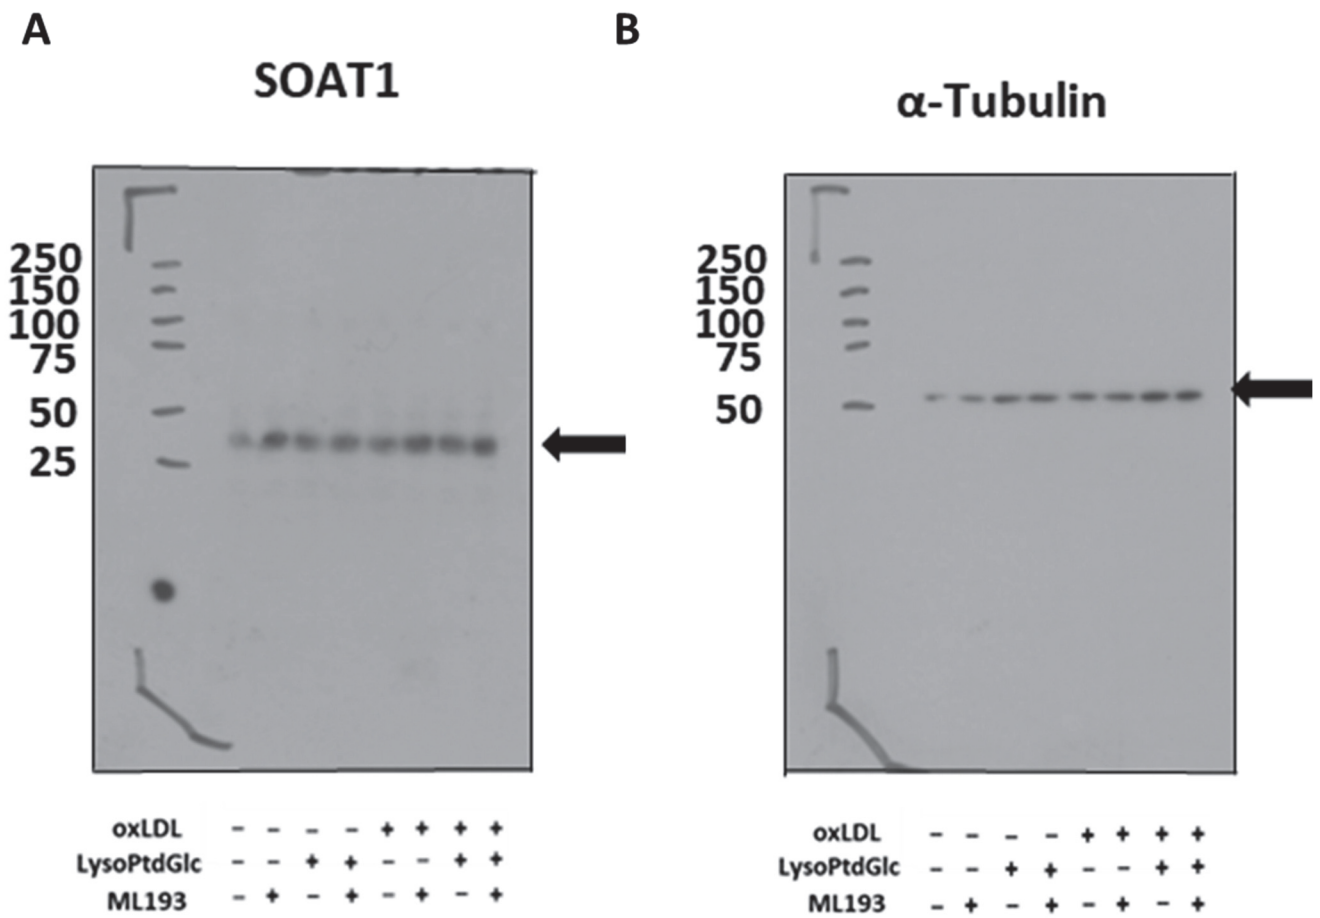 A
SOAT1
250
150
100
75
50
25
oxLDL - - - - + + + +
LysoPtdGlc - - + + - - + +
ML193 - + - + - + - +
B
α-Tubulin
250
150
100
75
50
oxLDL - - - - + + + +
LysoPtdGlc - - + + - - + +
ML193 - + - + - + - +